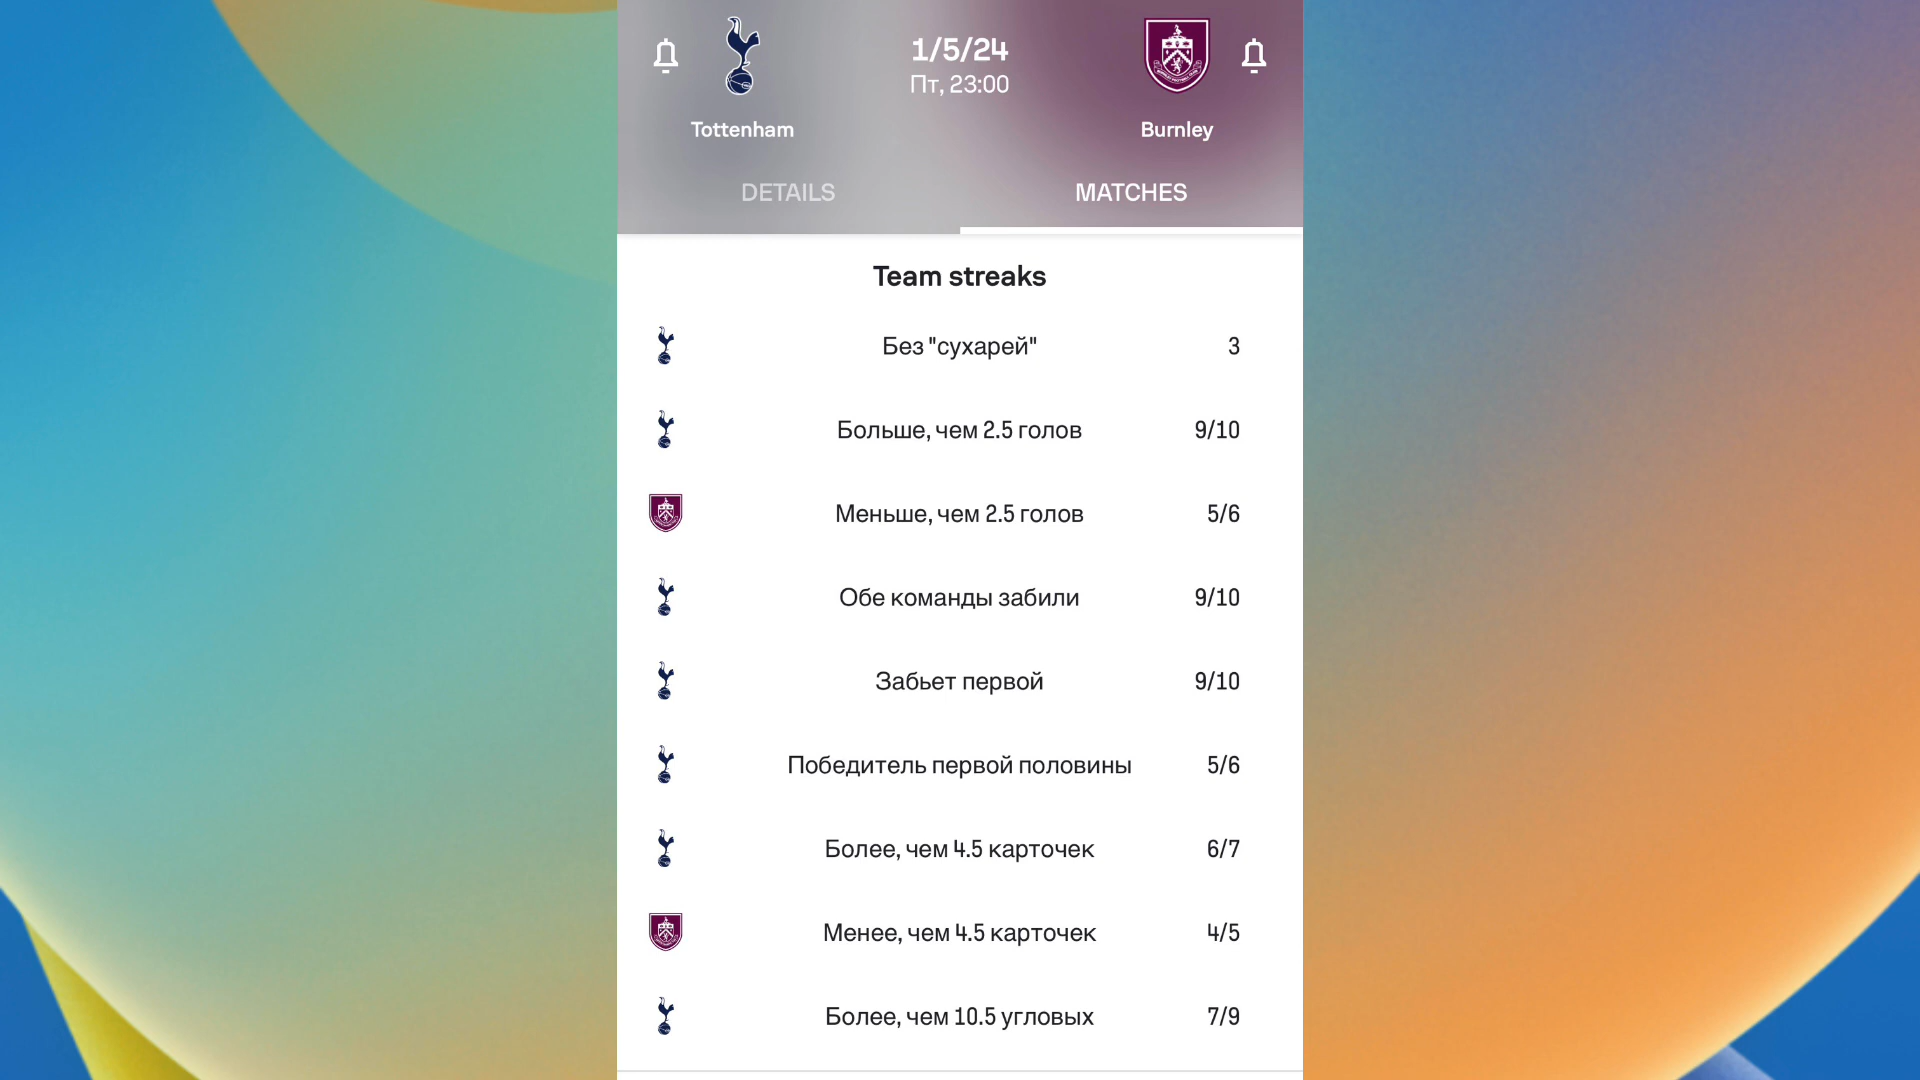 1/5/24
Пт, 23:00
Tottenham
Burnley
DETAILS
MATCHES
Team streaks
Без "сухарей" 3
Больше, чем 2.5 голов 9/10
Меньше, чем 2.5 голов 5/6
Обе команды забили 9/10
Забьет первой 9/10
Победитель первой половины 5/6
Более, чем 4.5 карточек 6/7
Менее, чем 4.5 карточек 4/5
Более, чем 10.5 угловых 7/9